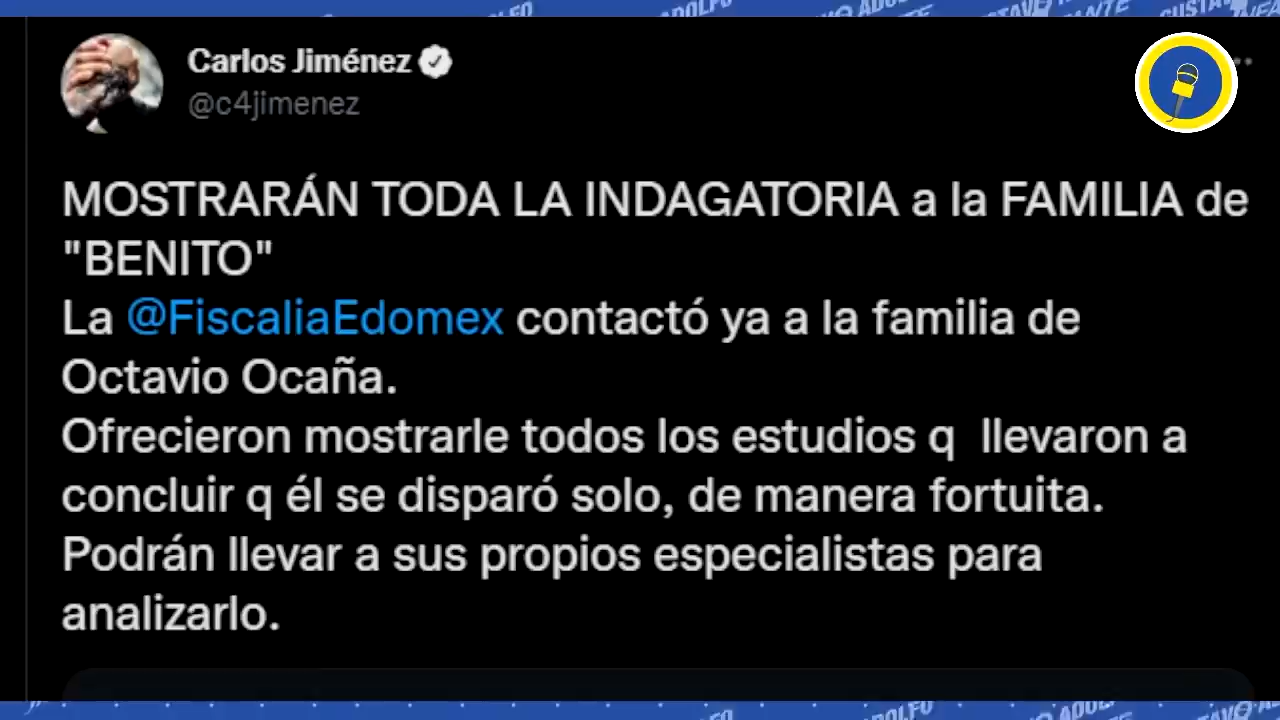 Carlos Jiménez
@c4jimenez
MOSTRARÁN TODA LA INDAGATORIA a la FAMILIA de
"BENITO"
La @FiscaliaEdomex contactó ya a la familia de
Octavio Ocaña.
Ofrecieron mostrarle todos los estudios q llevaron a
concluir q él se disparó solo, de manera fortuita.
Podrán llevar a sus propios especialistas para
analizarlo.